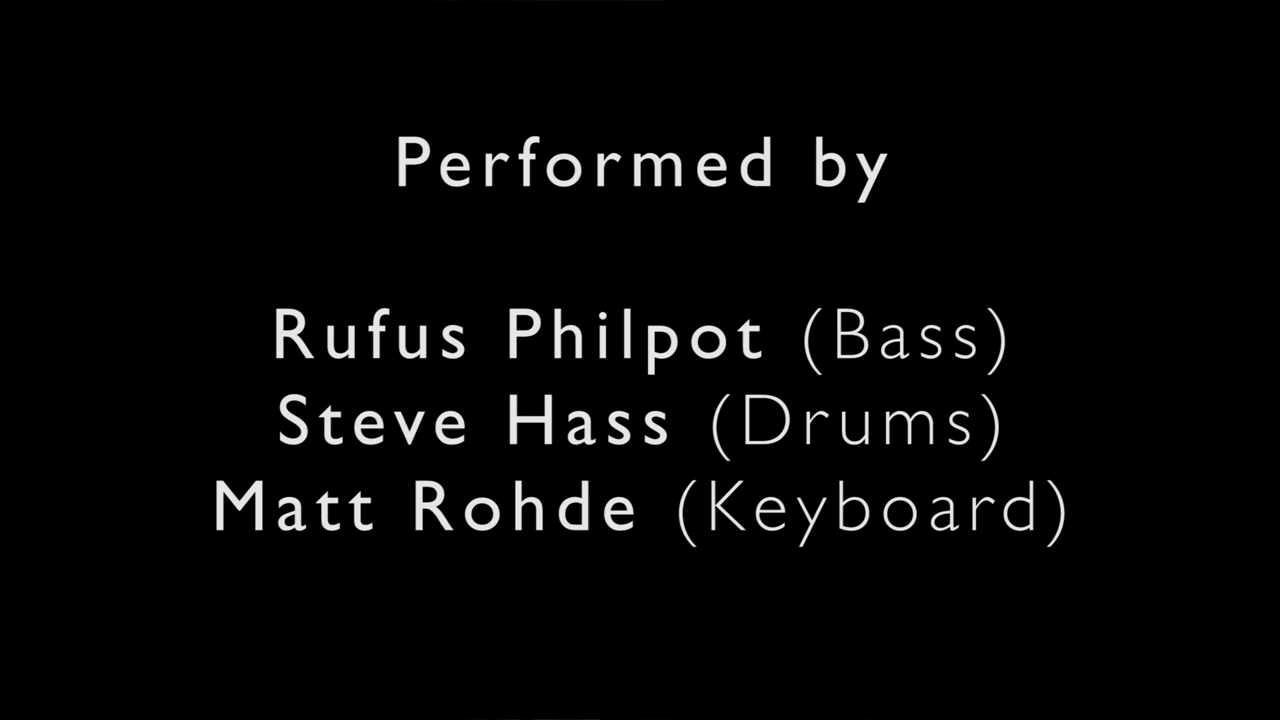 Performed by
Rufus Philpot (Bass)
Steve Hass (Drums)
Matt Rohde (Keyboard)